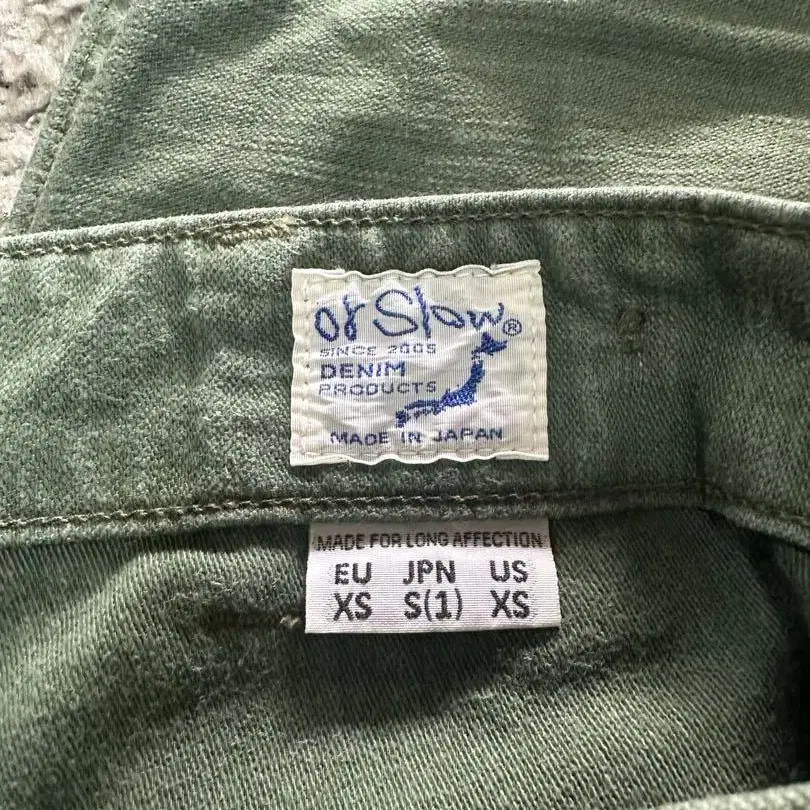 orSlow®
SINCE 2005
DENIM
PRODUCTS
MADE IN JAPAN
MADE FOR LONG AFFECTION
EU JPN US
XS S(1) XS